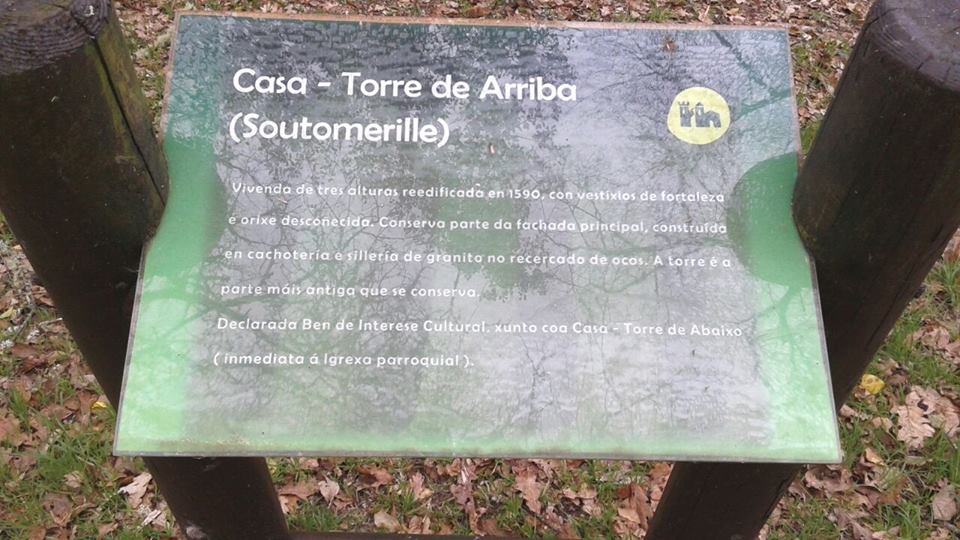 Casa - Torre de Arriba
(Soutomerille)
Vivenda de tres alturas reedificada en 1590, con vestixios de fortaleza
e orixe descoñecida. Conserva parte da fachada principal, construída
en cachotería e sillería de granito no recercado de ocos. A torre é a
parte máis antiga que se conserva.
Declarada Ben de Interese Cultural, xunto coa Casa - Torre de Abaixo
( inmediata á Igrexa parroquial ).